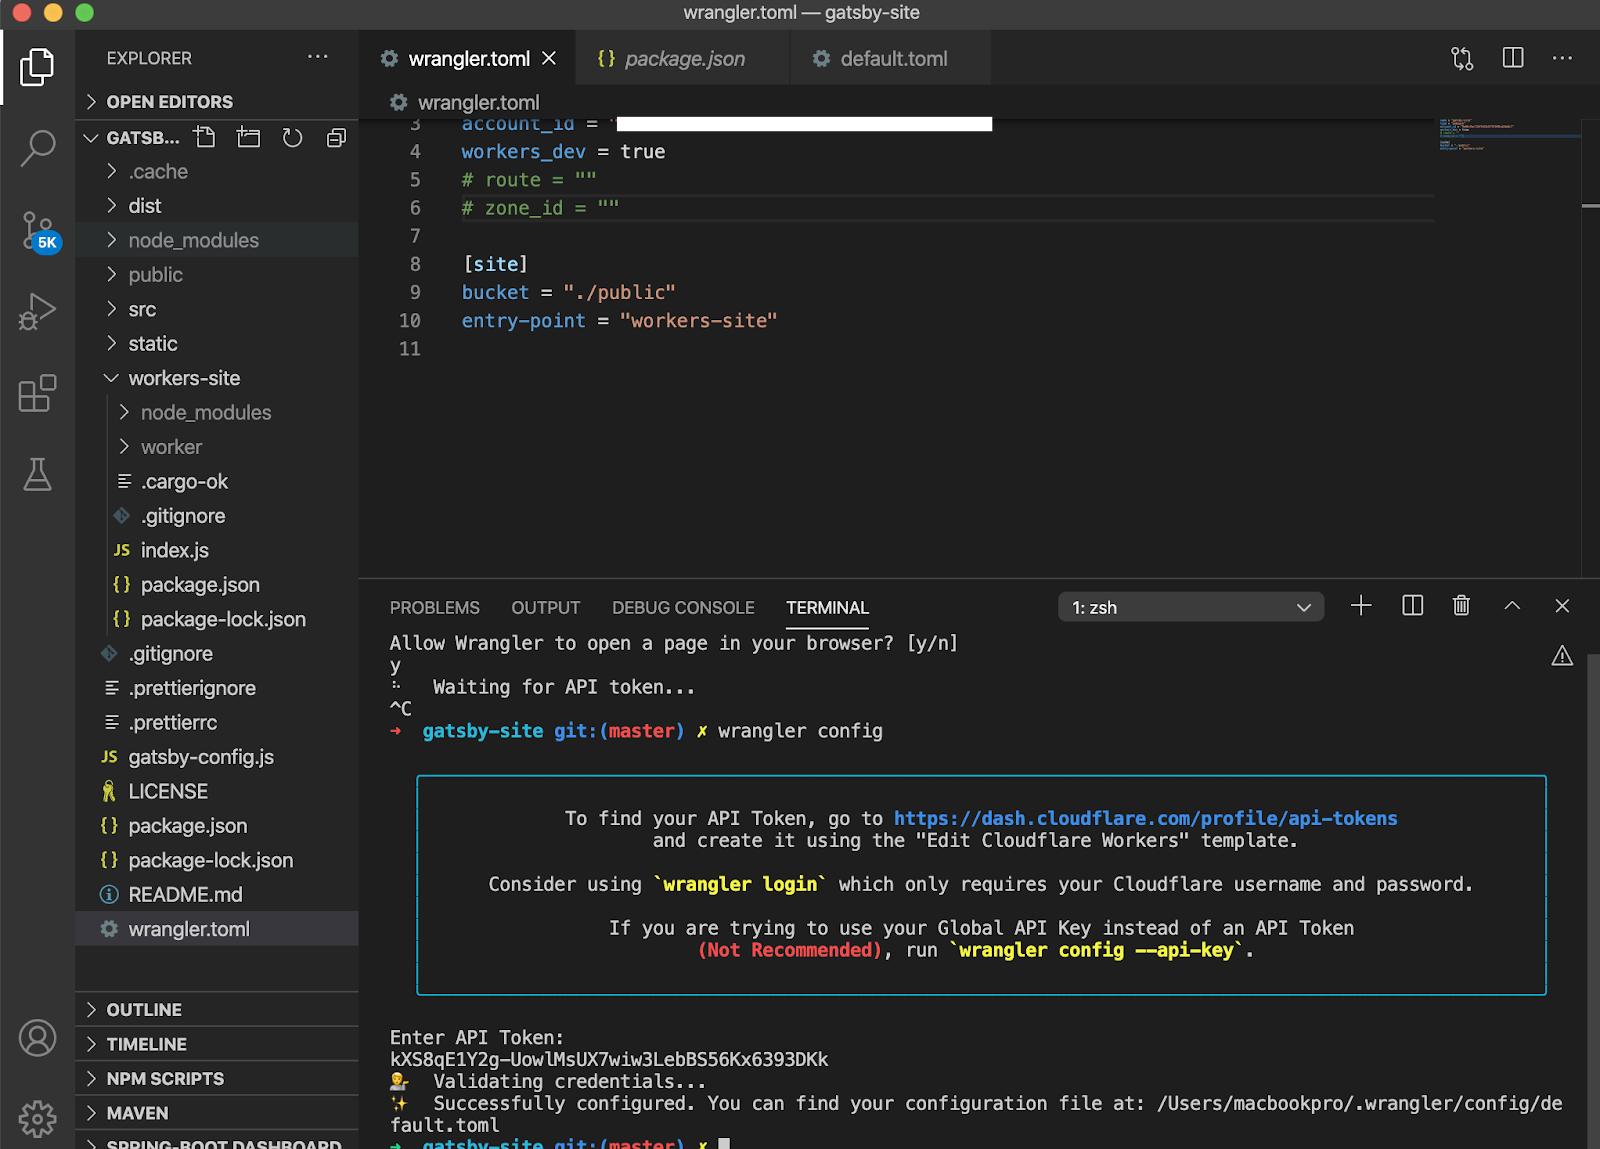 wrangler.toml — gatsby-site
EXPLORER
OPEN EDITORS
GATSB...
.cache
dist
node_modules
public
src
static
workers-site
node_modules
worker
.cargo-ok
.gitignore
JS index.js
{} package.json
{} package-lock.json
.gitignore
.prettierignore
.prettierrc
JS gatsby-config.js
LICENSE
{} package.json
{} package-lock.json
README.md
wrangler.toml
OUTLINE
TIMELINE
NPM SCRIPTS
MAVEN
SPRING-BOOT DASHBOARD
5K
wrangler.toml
{} package.json
default.toml
wrangler.toml
3 account_id = "
4 workers_dev = true
5 # route = ""
6 # zone_id = ""
7
8 [site]
9 bucket = "./public"
10 entry-point = "workers-site"
11
PROBLEMS OUTPUT DEBUG CONSOLE TERMINAL
1: zsh
Allow Wrangler to open a page in your browser? [y/n]
y
Waiting for API token...
^C
➜ gatsby-site git:(master) ✗ wrangler config
To find your API Token, go to https://dash.cloudflare.com/profile/api-tokens
and create it using the "Edit Cloudflare Workers" template.
Consider using `wrangler login` which only requires your Cloudflare username and password.
If you are trying to use your Global API Key instead of an API Token
(Not Recommended), run `wrangler config --api-key`.
Enter API Token:
kXS8qE1Y2g-UowlMsUX7wiw3LebBS56Kx6393DKk
Validating credentials...
Successfully configured. You can find your configuration file at: /Users/macbookpro/.wrangler/config/de
fault.toml
➜ gatsby-site git:(master) ✗